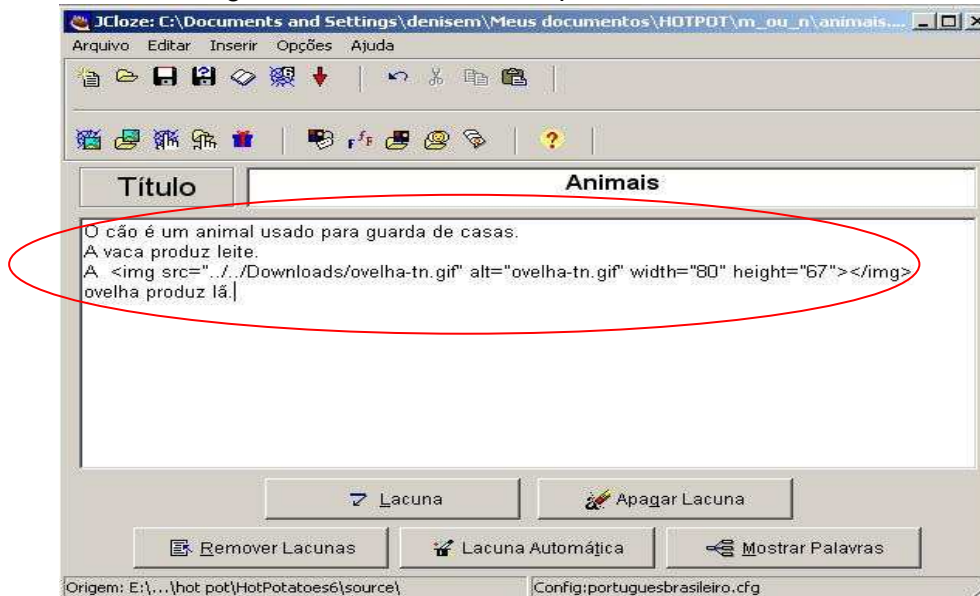 JCloze: C:\Documents and Settings\denisem\Meus documentos\HOTPOT\m_ou_n\animais....
Arquivo Editar Inserir Opções Ajuda
Título
Animais
O cão é um animal usado para guarda de casas.
A vaca produz leite.
A <img src="../../Downloads/ovelha-tn.gif" alt="ovelha-tn.gif" width="80" height="67"></img>
ovelha produz lá.
Lacuna
Apagar Lacuna
Remover Lacunas
Lacuna Automática
Mostrar Palavras
Origem: E:\...\hot pot\HotPotatoes6\source\
Config:portuguesbrasileiro.cfg